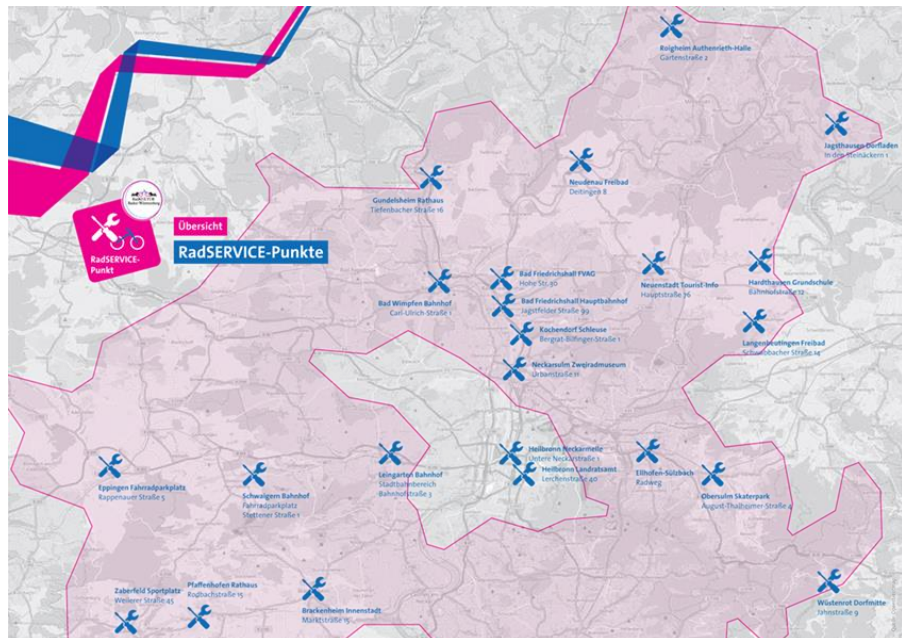 Roigheim Authenrieth-Halle
Gartenstraße 2
Jagsthausen Dorfladen
In den Steinäckern 1
Neudenau Freibad
Deitingen 8
Gundelsheim Rathaus
Tiefenbacher Straße 16
RadSERVICE-
Punkt
Übersicht
RadSERVICE-Punkte
Bad Friedrichshall FVAG
Hohe Str. 30
Neuenstadt Tourist-Info
Hauptstraße 76
Hardthausen Grundschule
Bahnhofstraße 12
Bad Wimpfen Bahnhof
Carl-Ulrich-Straße 1
Bad Friedrichshall Hauptbahnhof
Jagstfelder Straße 99
Kochendorf Schleuse
Bergrat-Bilfinger-Straße 1
Langenbeutingen Freibad
Schwabbacher Straße 14
Neckarsulm Zweiradmuseum
Urbanstraße 11
Heilbronn Neckarmeile
Untere Neckarstraße 1
Heilbronn Landratsamt
Lerchenstraße 40
Ellhofen-Sülzbach
Radweg
Obersulm Skaterpark
August-Thalheimer-Straße 4
Eppingen Fahrradparkplatz
Rappenauer Straße 5
Schwaigern Bahnhof
Fahrradparkplatz
Stettener Straße 1
Leingarten Bahnhof
Stadtbahnbereich
Bahnhofstraße 3
Zaberfeld Sportplatz
Weilerer Straße 45
Pfaffenhofen Rathaus
Rodbachstraße 15
Brackenheim Innenstadt
Marktstraße 15
Wüstenrot Dorfmitte
Jahnstraße 9